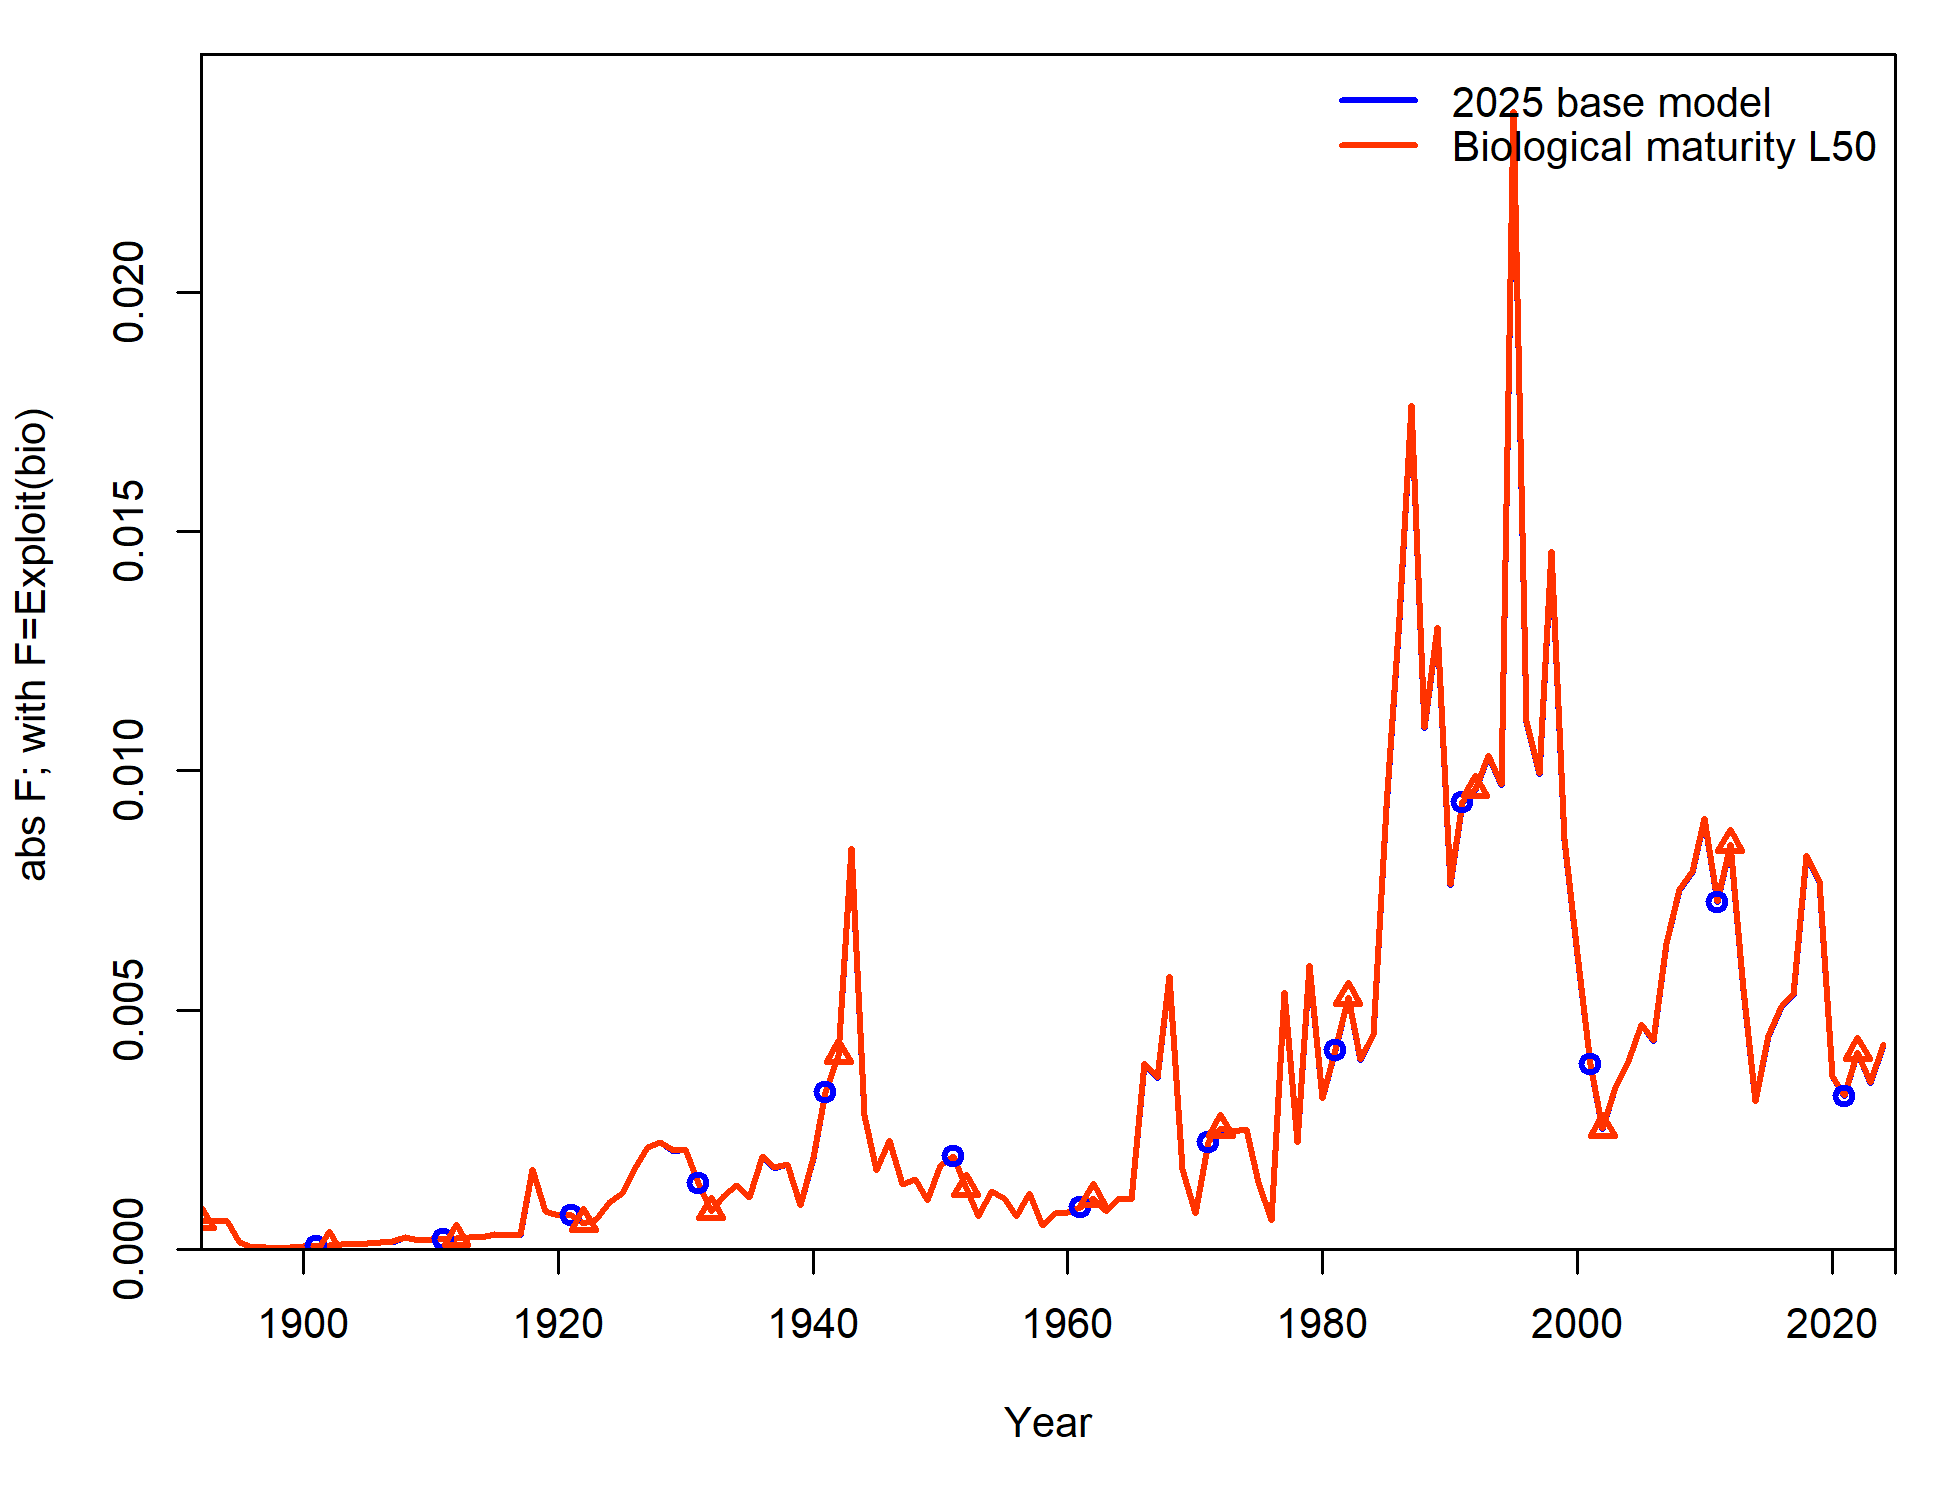 2025 base model
Biological maturity L50
abs F; with F=Exploit(bio)
0.020
0.015
0.010
0.005
0.000
1900 1920 1940 1960 1980 2000 2020
Year